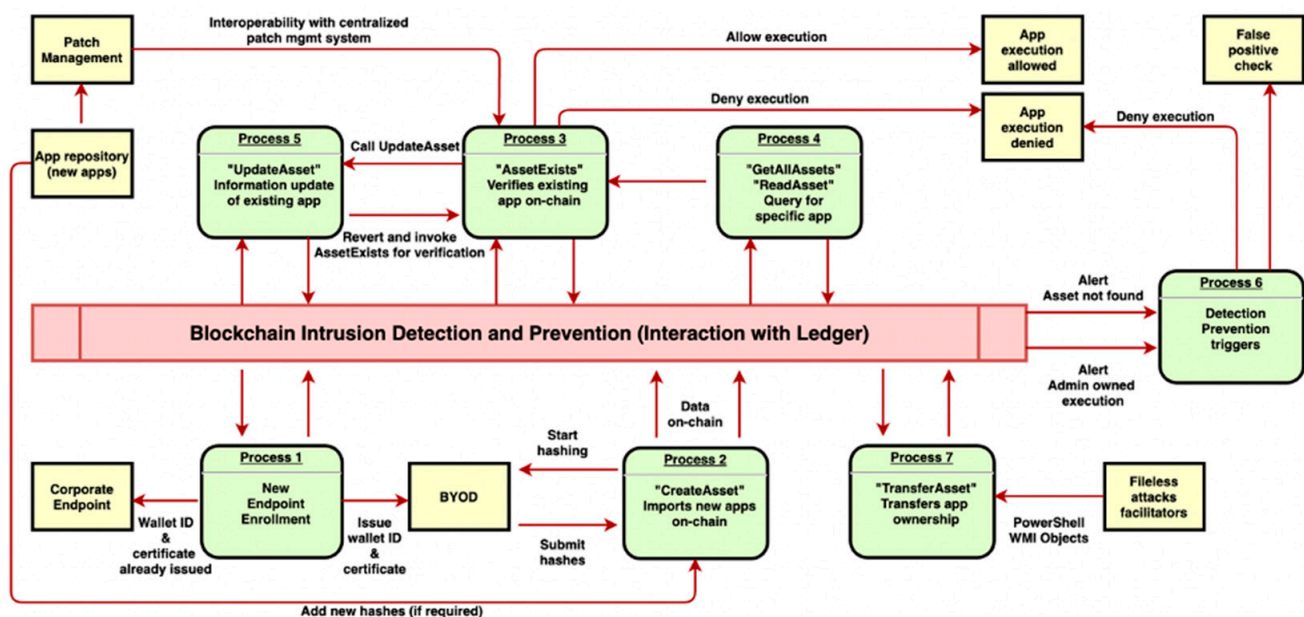 Patch
Management
Interoperability with centralized
patch mgmt system
Allow execution
App
execution
allowed
False
positive
check
Deny execution
App
execution
denied
Deny execution
App repository
(new apps)
Process 5
"UpdateAsset"
Information update
of existing app
Call UpdateAsset
Process 3
"AssetExists"
Verifies existing
app on-chain
Process 4
"GetAllAssets"
"ReadAsset"
Query for
specific app
Revert and invoke
AssetExists for verification
Alert
Asset not found
Process 6
Detection
Prevention
triggers
Blockchain Intrusion Detection and Prevention (Interaction with Ledger)
Alert
Admin owned
execution
Data
on-chain
Start
hashing
Corporate
Endpoint
Process 1
New
Endpoint
Enrollment
BYOD
Process 2
"CreateAsset"
Imports new apps
on-chain
Process 7
"TransferAsset"
Transfers app
ownership
Fileless
attacks
facilitators
Wallet ID
&
certificate
already issued
Issue
wallet ID
&
certificate
Submit
hashes
PowerShell
WMI Objects
Add new hashes (if required)